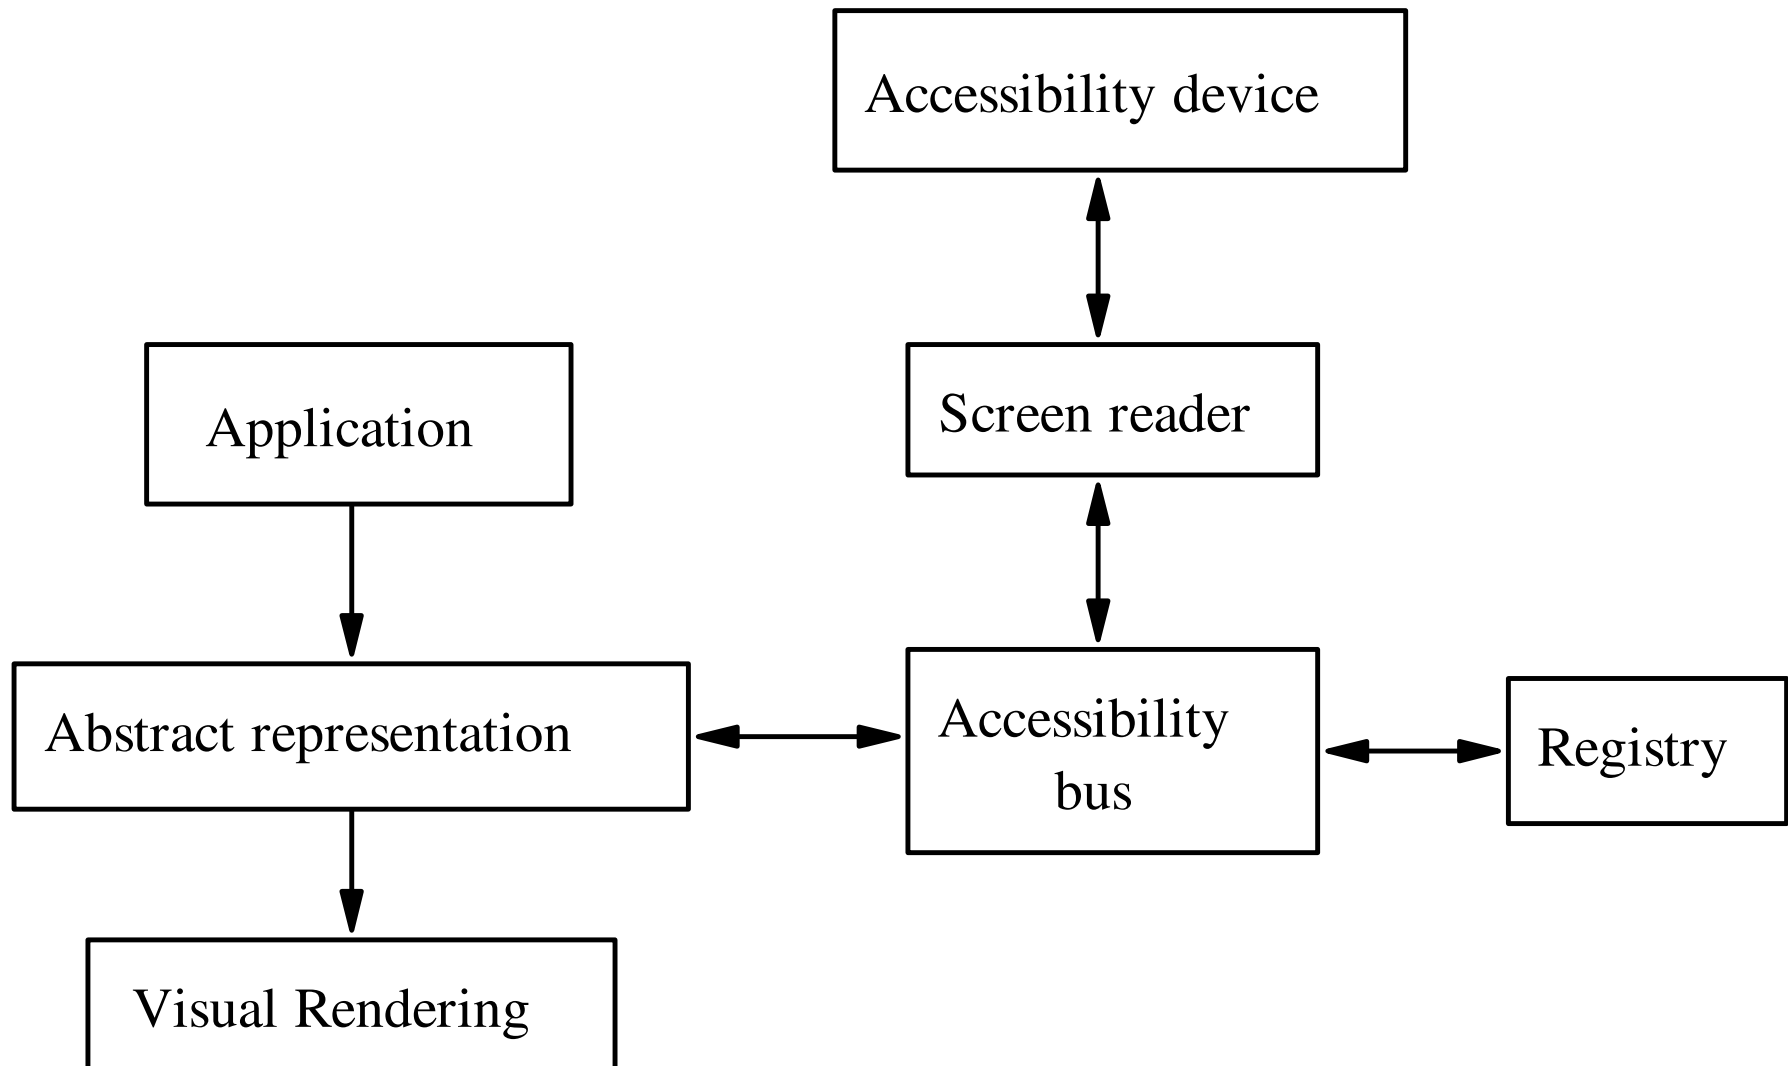 Accessibility device
Application
Screen reader
Abstract representation
Accessibility
bus
Registry
Visual Rendering